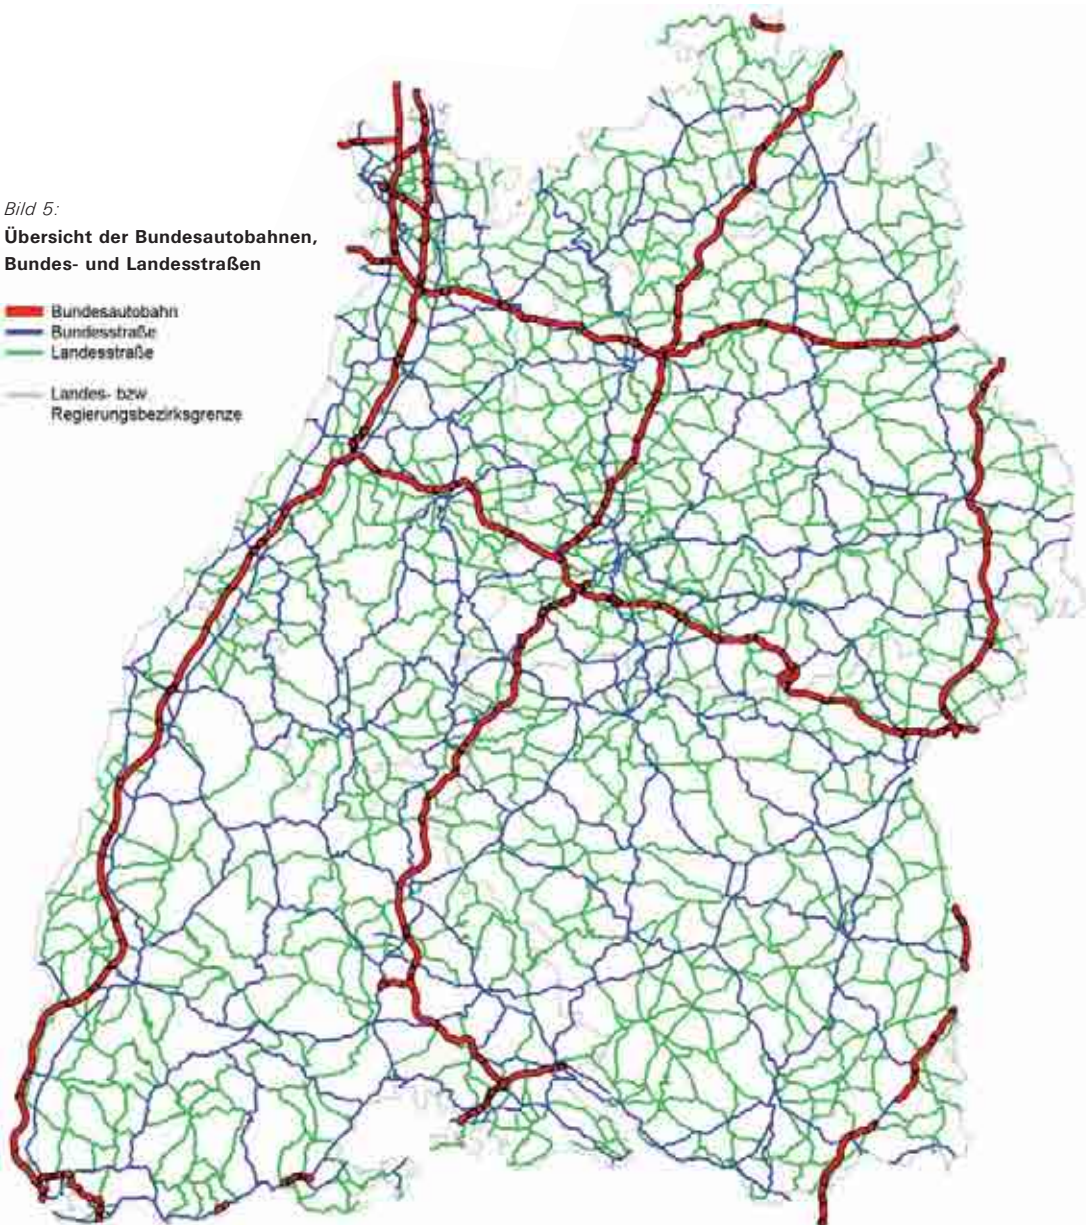 Bild 5:
Übersicht der Bundesautobahnen,
Bundes- und Landesstraßen
Bundesautobahn
Bundesstraße
Landesstraße
Landes- bzw
Regierungsbezirksgrenze